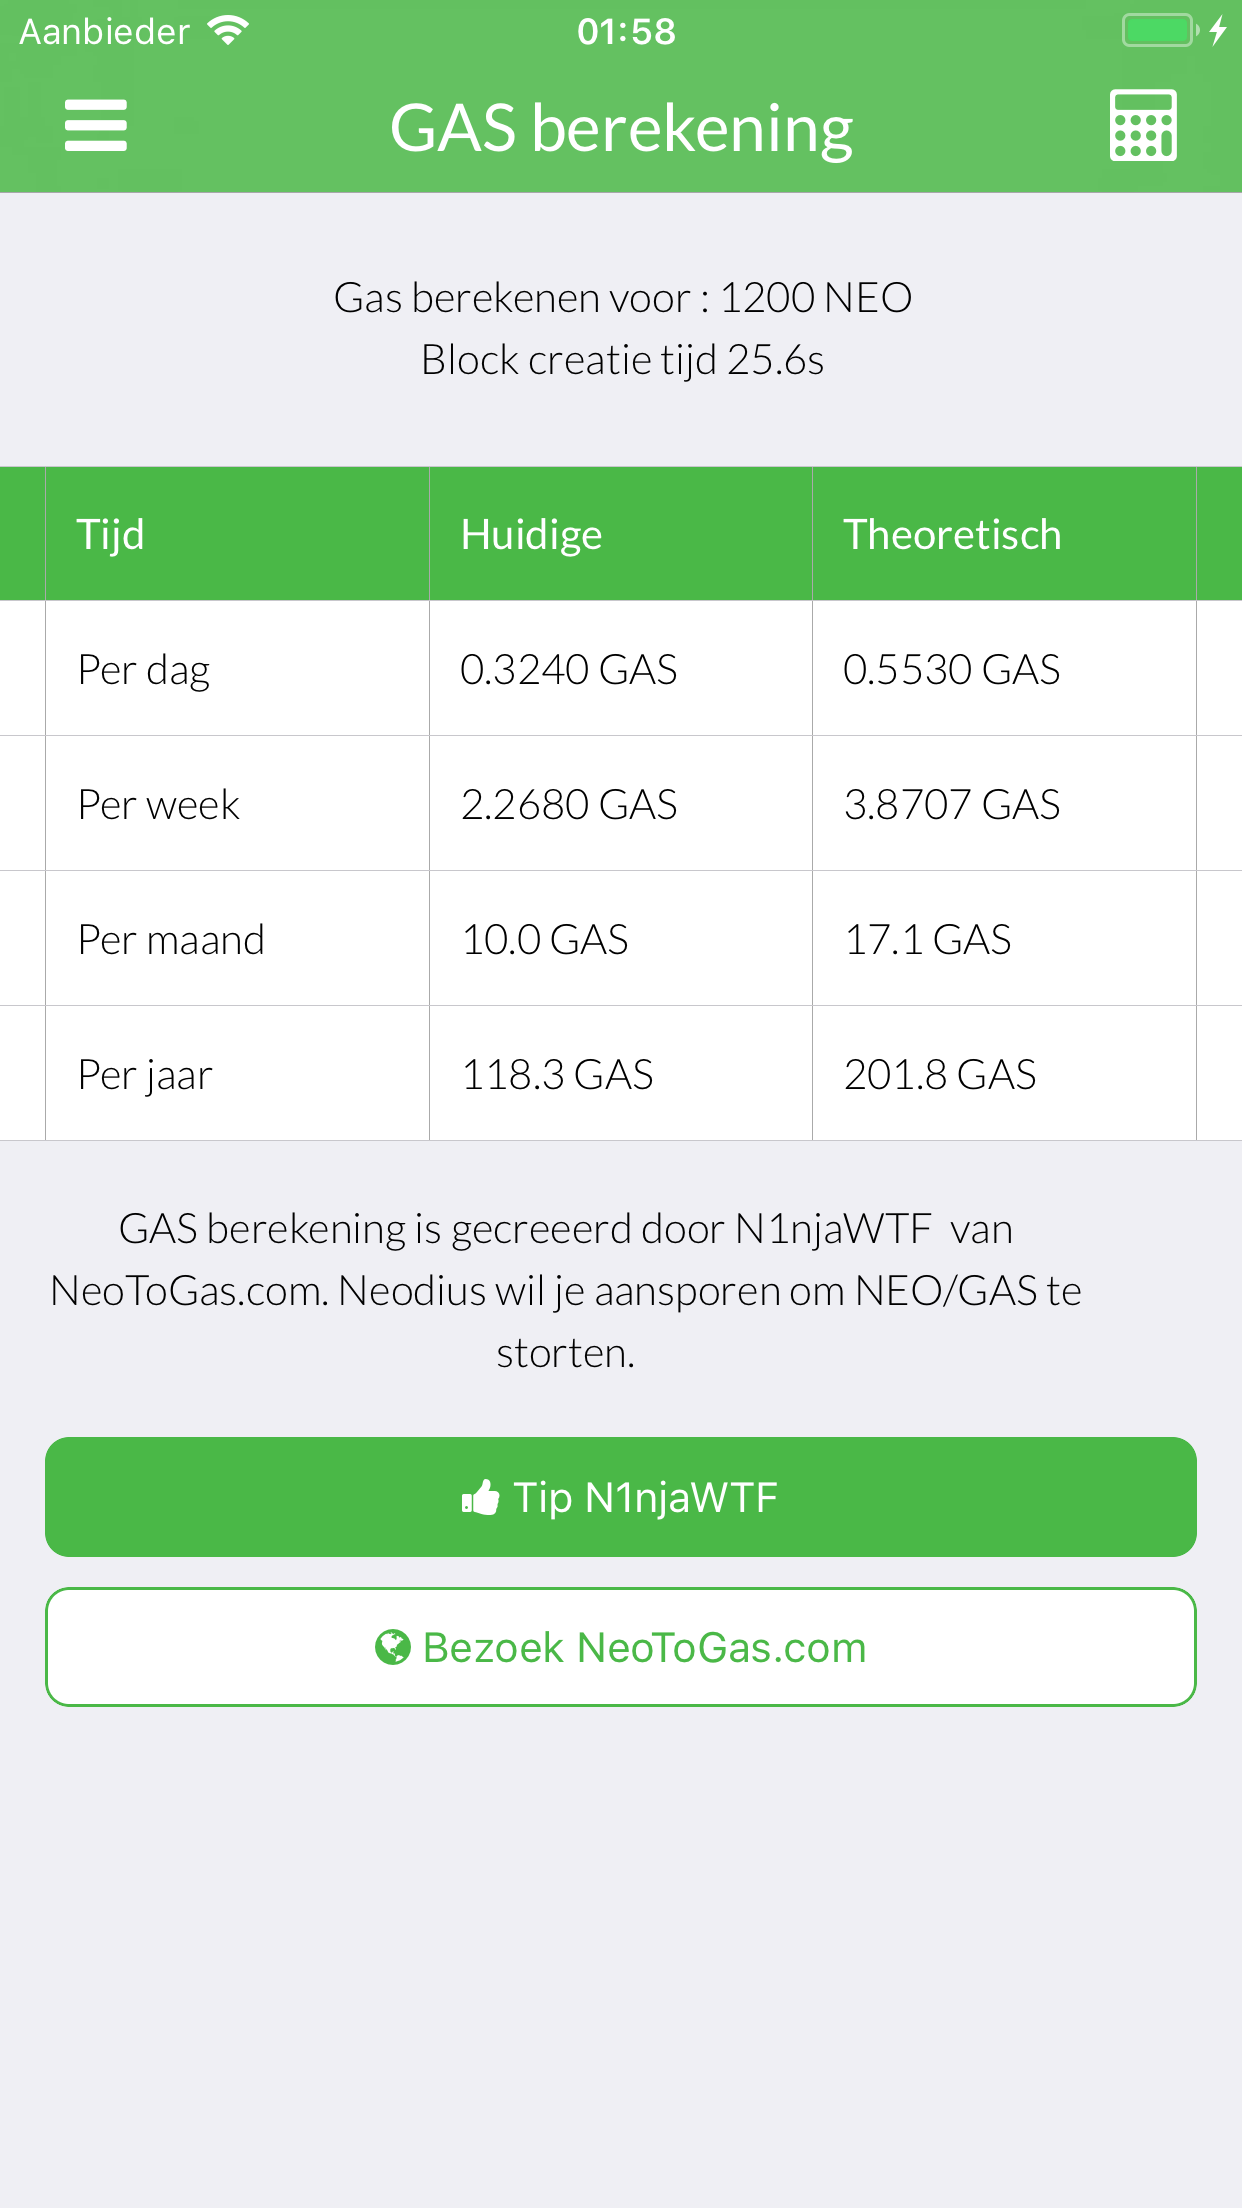 Aanbieder 01:58
GAS berekening
Gas berekenen voor : 1200 NEO
Block creatie tijd 25.6s
Tijd Huidige Theoretisch
Per dag 0.3240 GAS 0.5530 GAS
Per week 2.2680 GAS 3.8707 GAS
Per maand 10.0 GAS 17.1 GAS
Per jaar 118.3 GAS 201.8 GAS
GAS berekening is gecreeerd door N1njaWTF van
NeoToGas.com. Neodius wil je aansporen om NEO/GAS te
storten.
Tip N1njaWTF
Bezoek NeoToGas.com